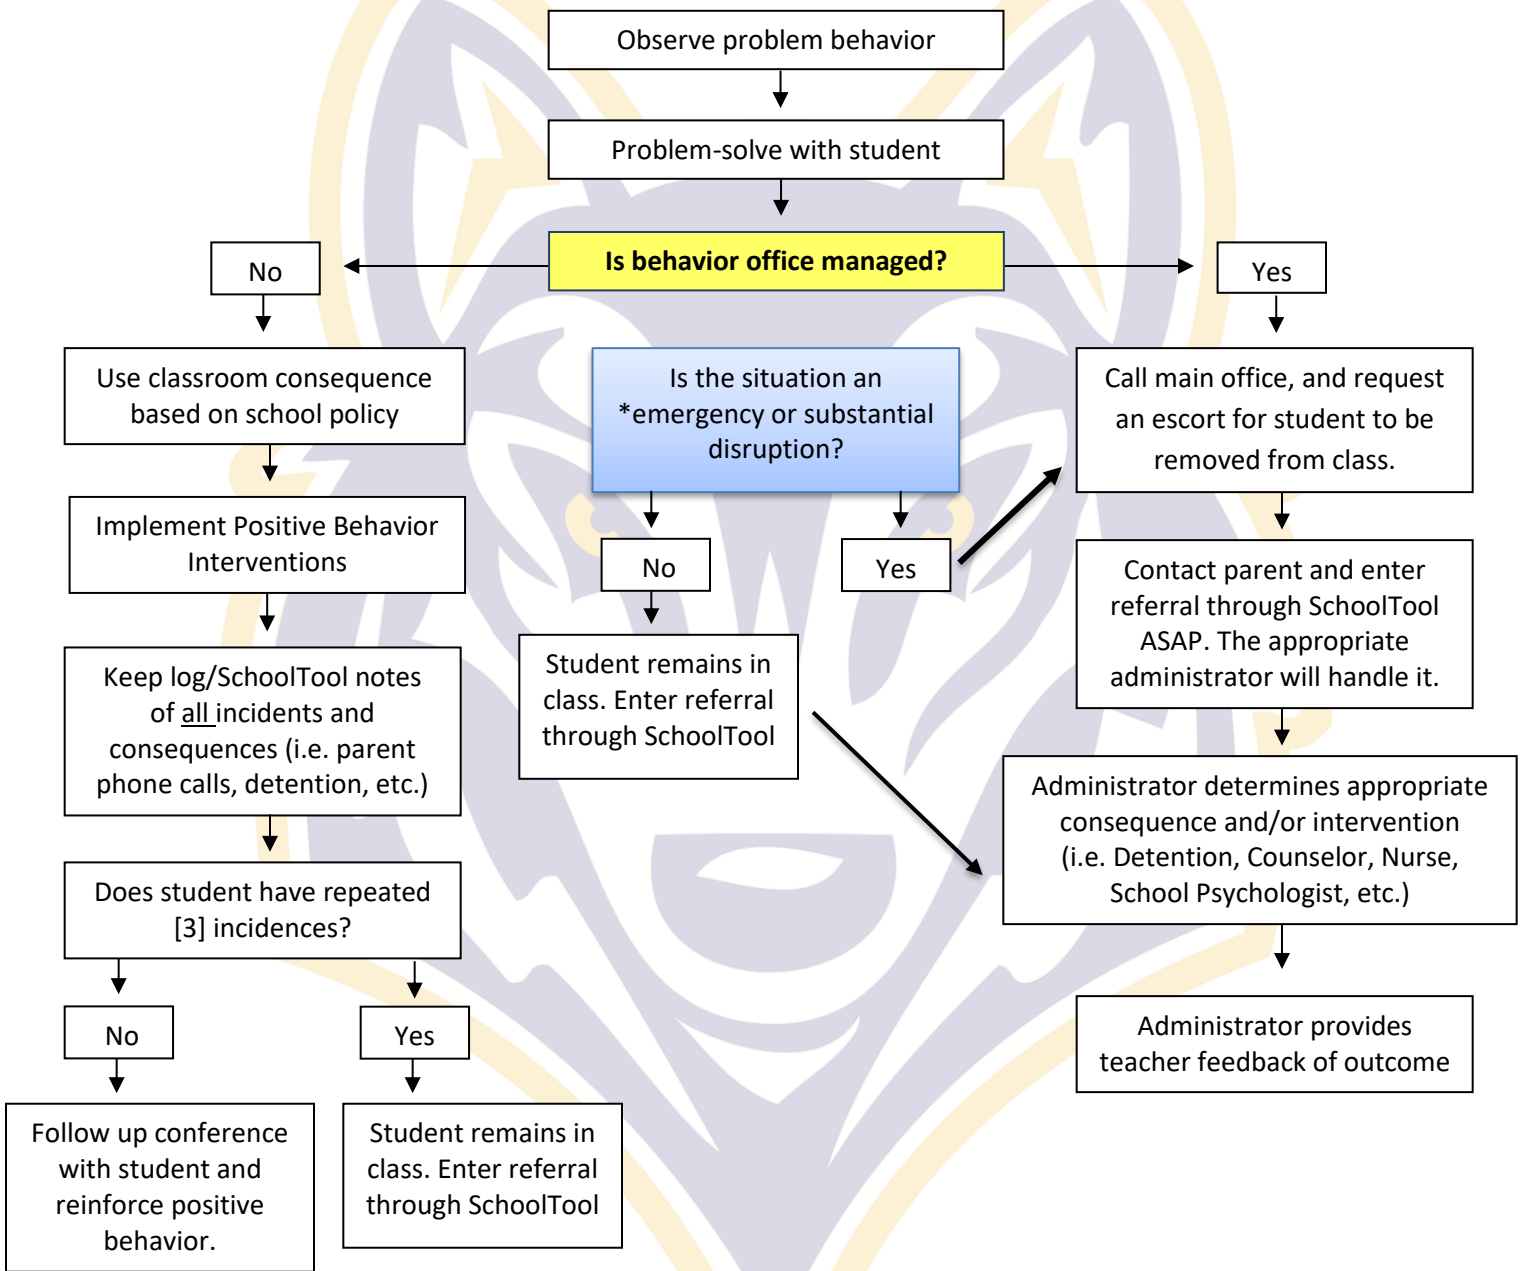 Observe problem behavior
Problem-solve with student
Is behavior office managed?
No
Yes
Use classroom consequence
based on school policy
Implement Positive Behavior
Interventions
Keep log/SchoolTool notes
of all incidents and
consequences (i.e. parent
phone calls, detention, etc.)
Does student have repeated
[3] incidences?
No
Yes
Follow up conference
with student and
reinforce positive
behavior.
Student remains in
class. Enter referral
through SchoolTool
Is the situation an
*emergency or substantial
disruption?
No
Yes
Student remains in
class. Enter referral
through SchoolTool
Call main office, and request
an escort for student to be
removed from class.
Contact parent and enter
referral through SchoolTool
ASAP. The appropriate
administrator will handle it.
Administrator determines appropriate
consequence and/or intervention
(i.e. Detention, Counselor, Nurse,
School Psychologist, etc.)
Administrator provides
teacher feedback of outcome